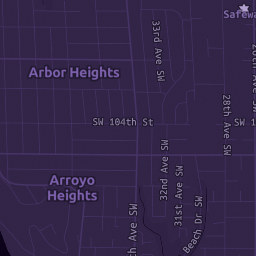 33rd Ave SW
Arbor Heights
28th Ave SW
SW 104th St
32nd Ave SW
31st Ave SW
Arroyo
Heights
Beach Dr SW
Ave SW